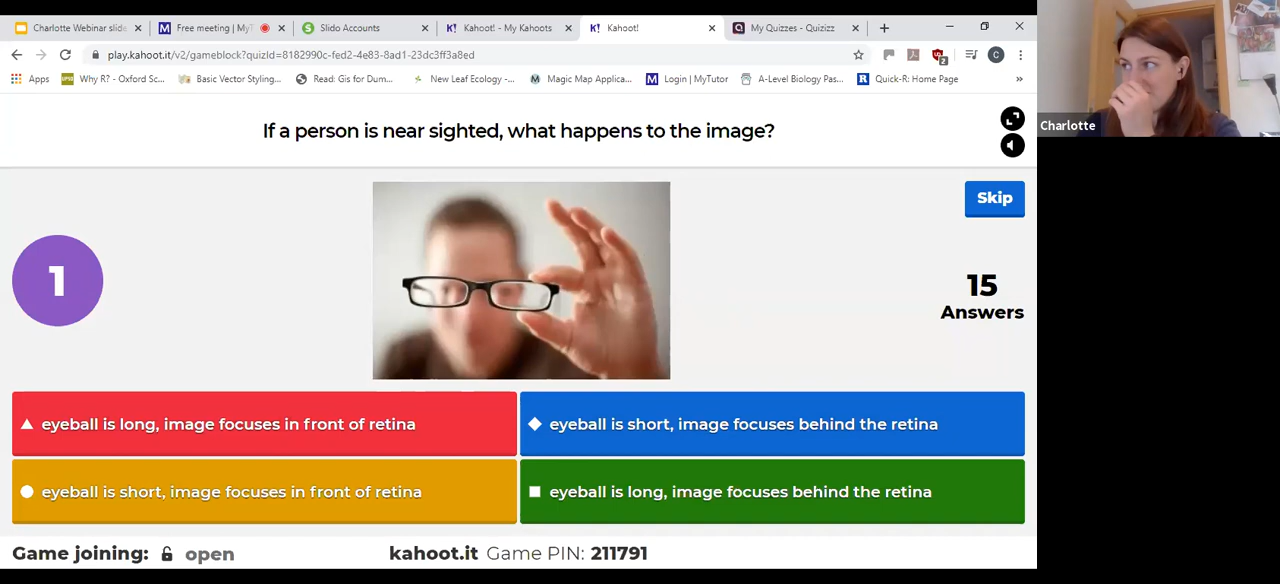 Charlotte Webinar slide
Free meeting | MyT
Slido Accounts
Kahoot! - My Kahoots
Kahoot!
My Quizzes - Quizizz
play.kahoot.it/v2/gameblock?quizId=8182990c-fed2-4e83-8ad1-23dc3ff3a8ed
Apps
Why R? - Oxford Sc...
Basic Vector Styling...
Read: Gis for Dum...
New Leaf Ecology -...
Magic Map Applica...
Login | MyTutor
A-Level Biology Pas...
Quick-R: Home Page
If a person is near sighted, what happens to the image?
Charlotte
Skip
1
15
Answers
eyeball is long, image focuses in front of retina
eyeball is short, image focuses behind the retina
eyeball is short, image focuses in front of retina
eyeball is long, image focuses behind the retina
Game joining: open
kahoot.it Game PIN: 211791